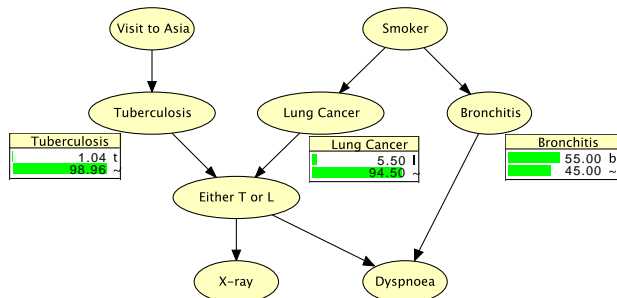 Visit to Asia
Smoker
Tuberculosis
Lung Cancer
Bronchitis
Tuberculosis
1.04 t
98.96 ~
Lung Cancer
5.50 l
94.50 ~
Bronchitis
55.00 b
45.00 ~
Either T or L
X-ray
Dyspnoea